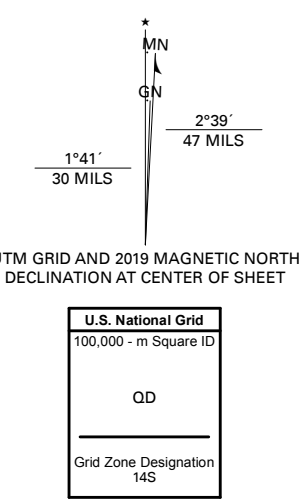 ★
MN
GN
2°39´
47 MILS
1°41´
30 MILS
UTM GRID AND 2019 MAGNETIC NORTH
DECLINATION AT CENTER OF SHEET
U.S. National Grid
100,000 - m Square ID
QD
Grid Zone Designation
14S